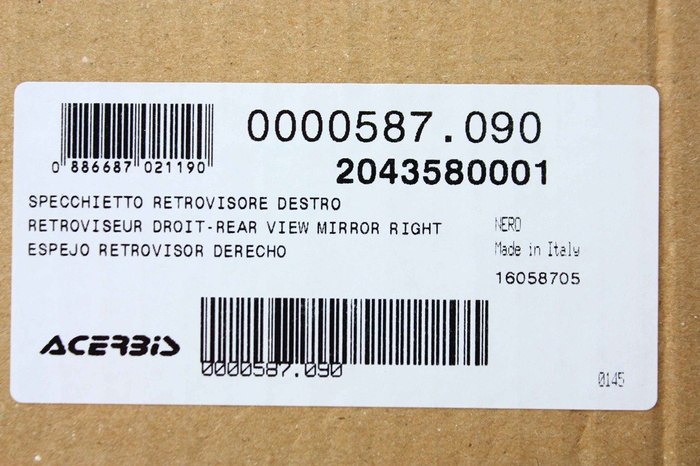 0000587.090
0 886687 021190
2043580001
SPECCHIETTO RETROVISORE DESTRO
RETROVISEUR DROIT-REAR VIEW MIRROR RIGHT
NERO
ESPEJO RETROVISOR DERECHO
Made in Italy
16058705
ACERBIS
0000587.090
0145